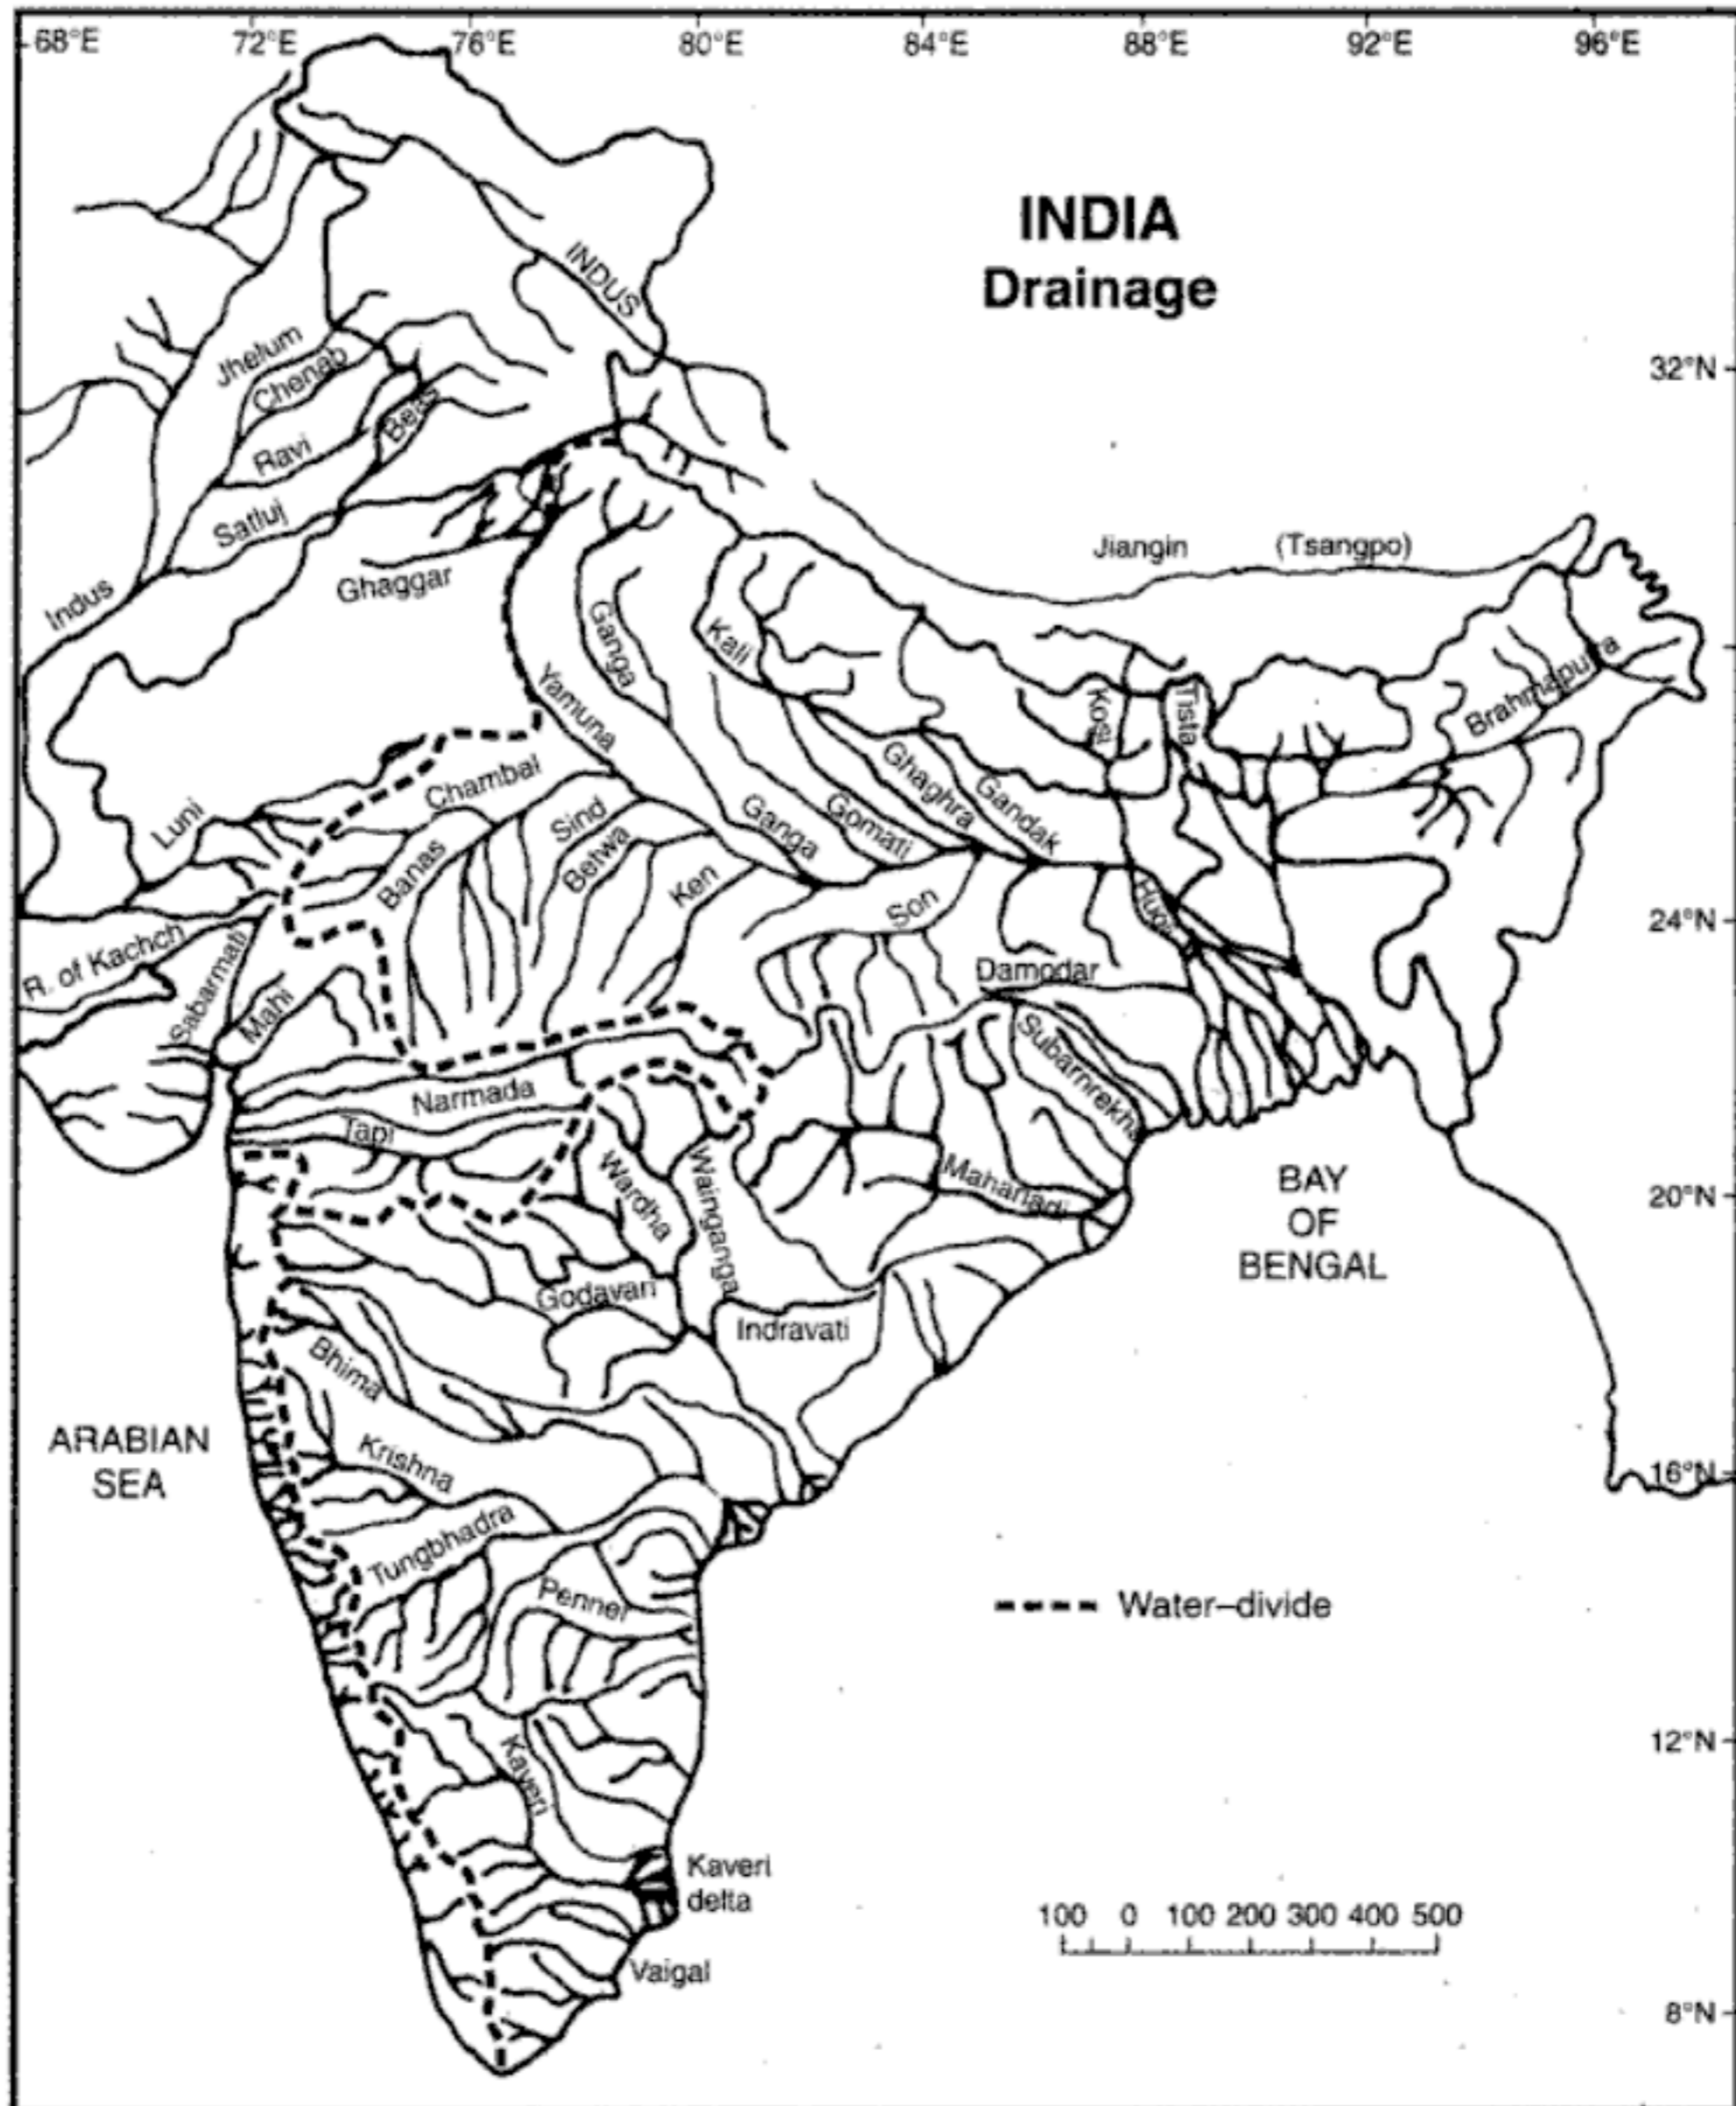 68°E 72°E 76°E 80°E 84°E 88°E 92°E 96°E
INDIA
Drainage
INDUS
32°N
Jhelum
Chenab
Beas
Ravi
Satluj
Jiangin (Tsangpo)
Indus
Ghaggar
Ganga
Kali
Yamuna
Kosi
Tista
Brahmaputra
Chambal
Ghaghra
Gandak
Luni
Sind
Ganga
Gomati
Banas
Betwa
Ken
Son
Hugli
24°N
R. of Kachch
Sabarmati
Mahi
Damodar
Subarnrekha
Narmada
Tapi
Wardha
Wainganga
Mahanadi
BAY
OF
BENGAL
20°N
Godavari
Indravati
Bhima
ARABIAN
SEA
Krishna
16°N
Tungbhadra
Pennel
Water–divide
12°N
Kaveri
Kaveri
delta
100 0 100 200 300 400 500
Vaigal
8°N